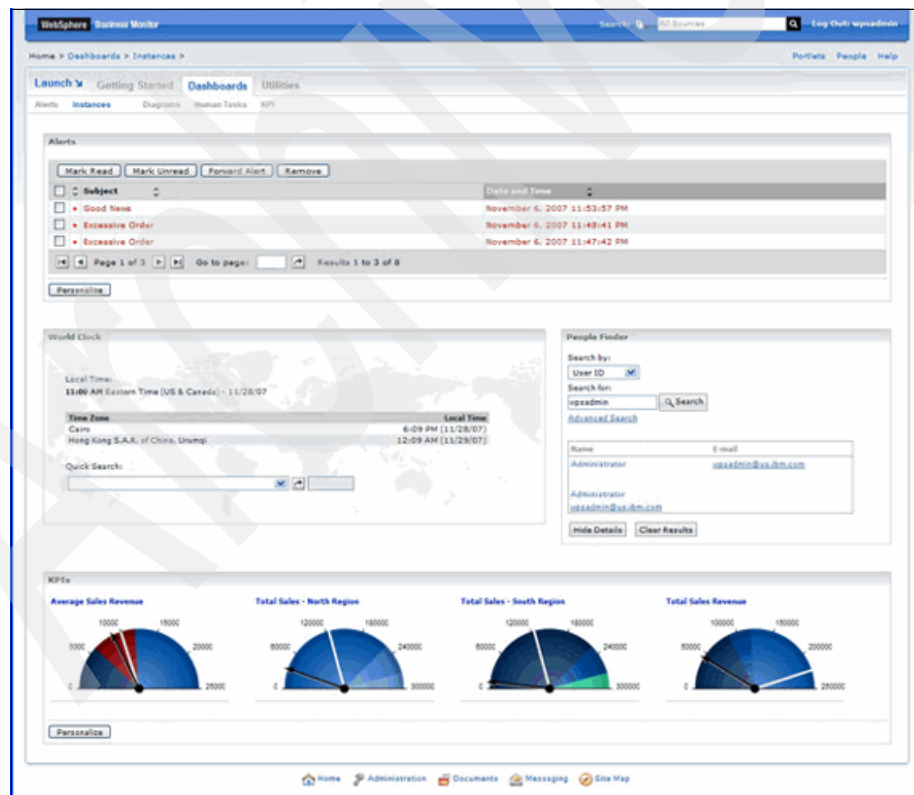 WebSphere Business Monitor Search: All Sources Log Out: wpsadmin
Home > Dashboards > Instances > Portlets People Help
Launch Getting Started Dashboards Utilities
Alerts Instances Diagrams Human Tasks KPI
Alerts
Mark Read Mark Unread Forward Alert Remove
Subject Date and Time
Good News November 6, 2007 11:53:57 PM
Excessive Order November 6, 2007 11:48:41 PM
Excessive Order November 6, 2007 11:47:42 PM
Page 1 of 3 Go to page: Results 1 to 3 of 8
Personalize
World Clock
Local Time:
11:00 AM Eastern Time (US & Canada) - 11/28/07
Time Zone Local Time
Cairo 6:09 PM (11/28/07)
Hong Kong S.A.R. of China, Urumqi 12:09 AM (11/29/07)
Quick Search:
People Finder
Search by:
User ID
Search for:
wpsadmin Search
Advanced Search
Name E-mail
Administrator wpsadmin@us.ibm.com
Administrator
wpsadmin@us.ibm.com
Hide Details Clear Results
KPIs
Average Sales Revenue Total Sales - North Region Total Sales - South Region Total Sales Revenue
10000 15000 120000 180000 120000 180000 100000 150000
5000 20000 60000 240000 60000 240000 50000 200000
0 25000 0 300000 0 300000 0 250000
Personalize
Home Administration Documents Messaging Site Map